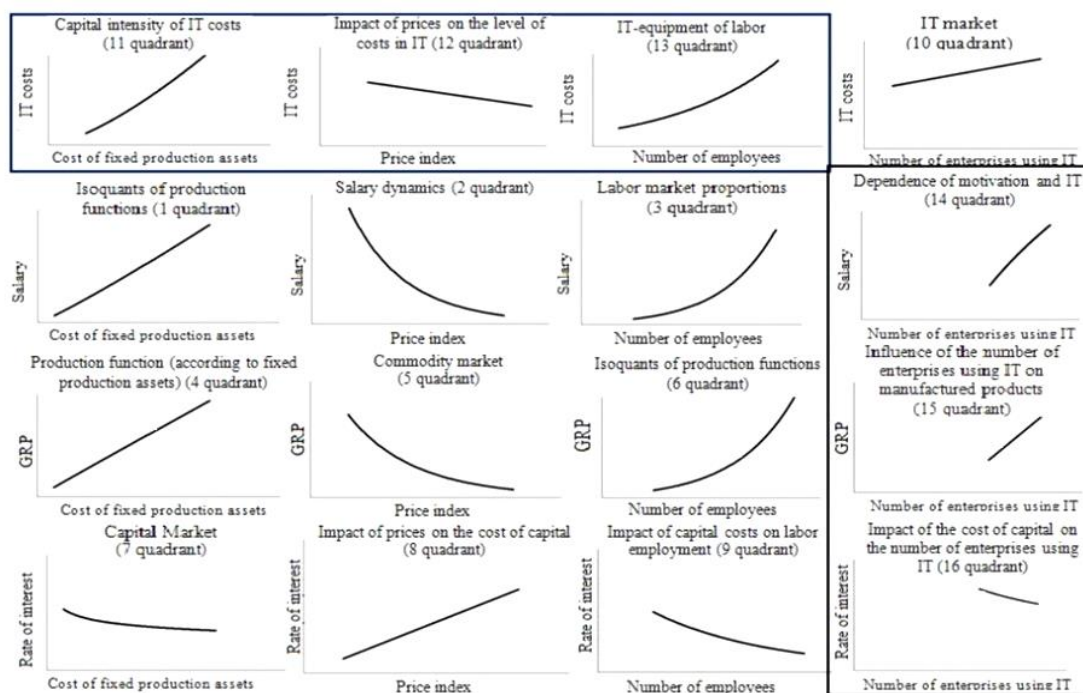 Capital intensity of IT costs
(11 quadrant)
IT costs
Cost of fixed production assets
Impact of prices on the level of
costs in IT (12 quadrant)
IT costs
Price index
IT-equipment of labor
(13 quadrant)
IT costs
Number of employees
IT market
(10 quadrant)
IT costs
Number of enterprises using IT
Isoquants of production
functions (1 quadrant)
Salary
Cost of fixed production assets
Salary dynamics (2 quadrant)
Salary
Price index
Labor market proportions
(3 quadrant)
Salary
Number of employees
Dependence of motivation and IT
(14 quadrant)
Salary
Number of enterprises using IT
Production function (according to fixed
production assets) (4 quadrant)
GRP
Cost of fixed production assets
Commodity market
(5 quadrant)
GRP
Price index
Isoquants of production functions
(6 quadrant)
GRP
Number of employees
Influence of the number of
enterprises using IT on
manufactured products
(15 quadrant)
GRP
Number of enterprises using IT
Capital Market
(7 quadrant)
Rate of interest
Cost of fixed production assets
Impact of prices on the cost of capital
(8 quadrant)
Rate of interest
Price index
Impact of capital costs on labor
employment (9 quadrant)
Rate of interest
Number of employees
Impact of the cost of capital on
the number of enterprises using
IT (16 quadrant)
Rate of interest
Number of enterprises using IT